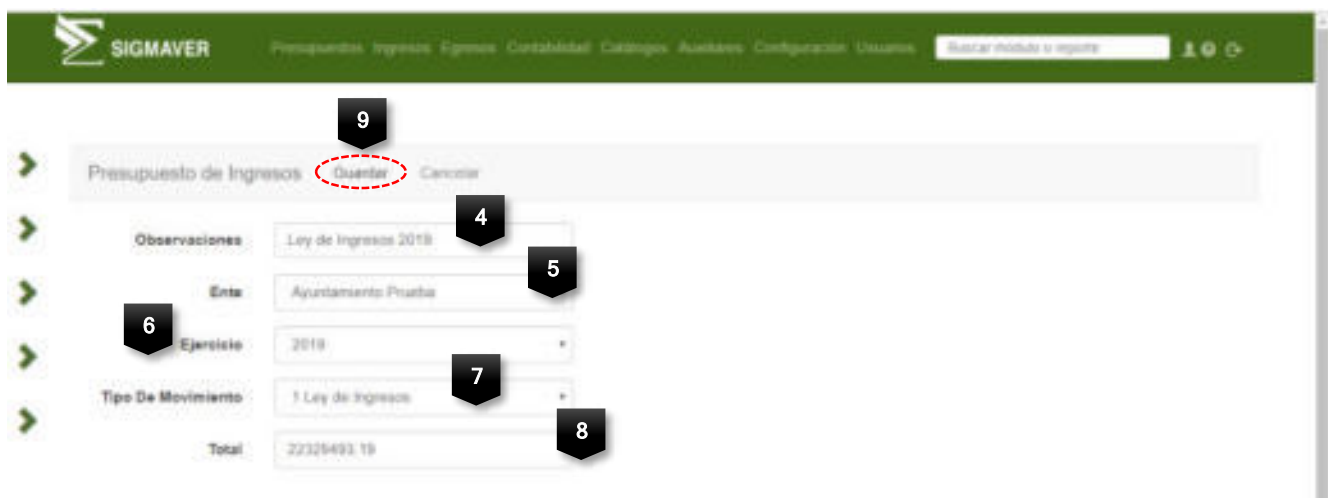 SIGMAVER
Presupuestos Ingresos Egresos Contabilidad Catálogos Auxiliares Configuración Usuarios Buscar módulo o reporte
9
Presupuesto de Ingresos Guardar Cancelar
4
Observaciones Ley de Ingresos 2019
5
Ente Ayuntamiento Prueba
6
Ejercicio 2019
7
Tipo De Movimiento 1 Ley de Ingresos
8
Total